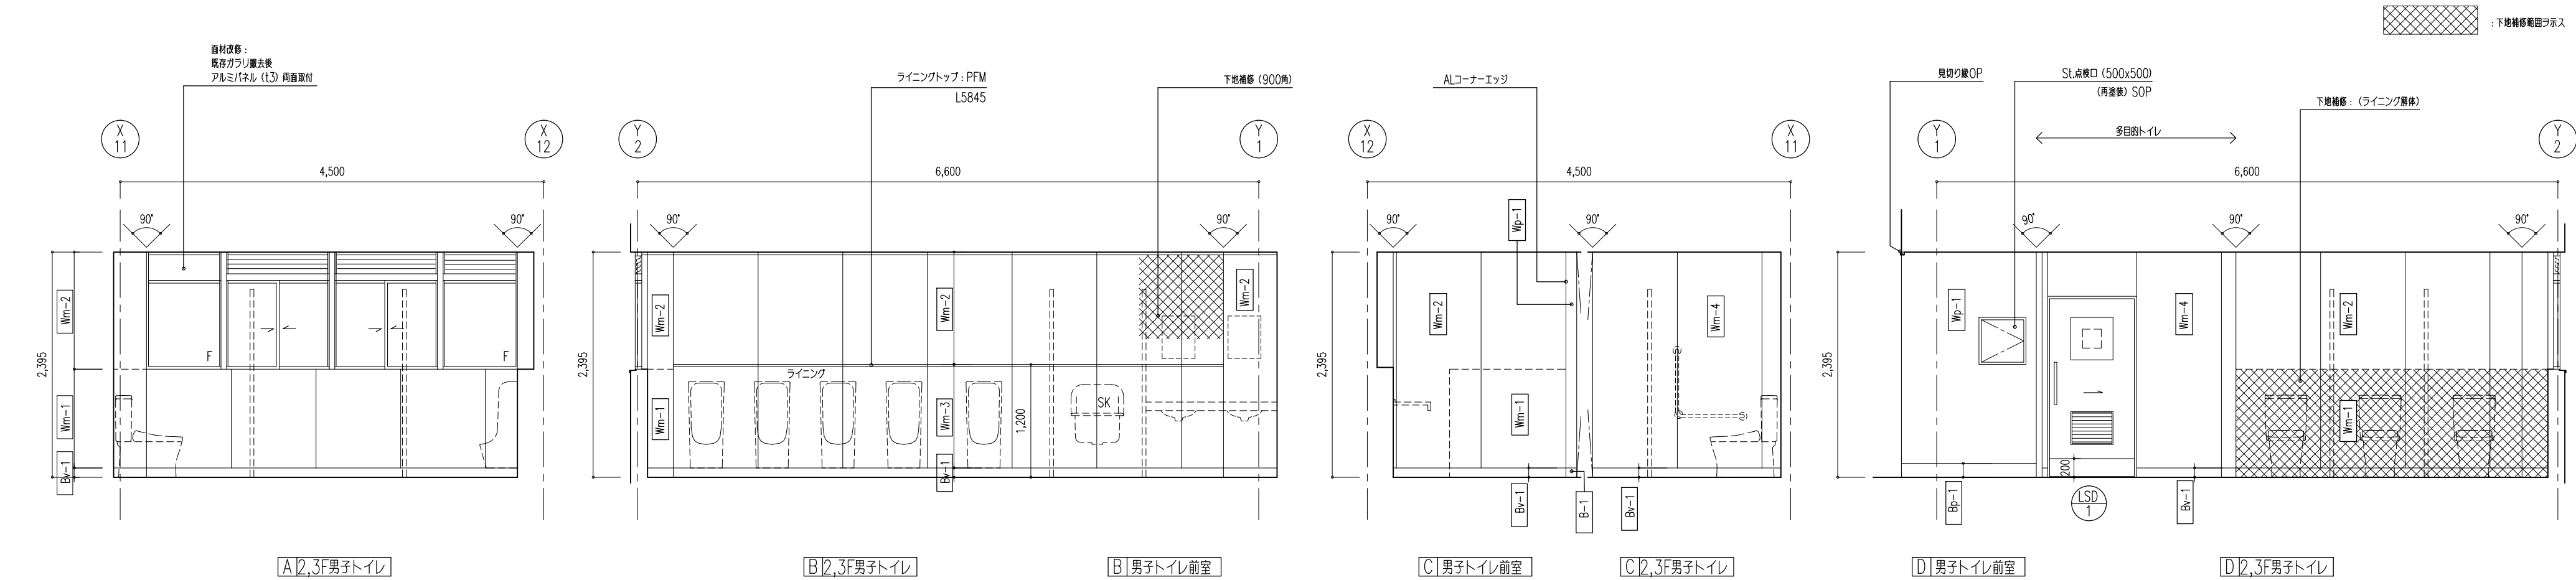 ：下地補修範囲ヲ示ス
面材改修：
既存ガラリ撤去後
アルミパネル（t3）両面取付
X
11
X
12
4,500
90°
90°
Wm-2
Wm-1
Bv-1
2,395
F
F
A 2,3F男子トイレ
ライニングトップ：PFM
L5845
下地補修（900角）
Y
2
Y
1
6,600
90°
90°
2,395
Wm-2
Wm-2
Wm-2
ライニング
Wm-1
Wm-3
1,200
SK
Bv-1
B 2,3F男子トイレ
B 男子トイレ前室
ALコーナーエッジ
X
12
X
11
4,500
Wp-1
90°
90°
2,395
Wm-2
Wm-4
Wm-1
Bv-1
B-1
Bv-1
C 男子トイレ前室
C 2,3F男子トイレ
見切り縁OP
St.点検口（500x500）
（再塗装）SOP
下地補修：（ライニング解体）
Y
1
多目的トイレ
Y
2
6,600
90°
90°
90°
2,395
Wp-1
Wm-4
Wm-2
Wm-1
200
Bp-1
LSD
1
Bv-1
D 男子トイレ前室
D 2,3F男子トイレ